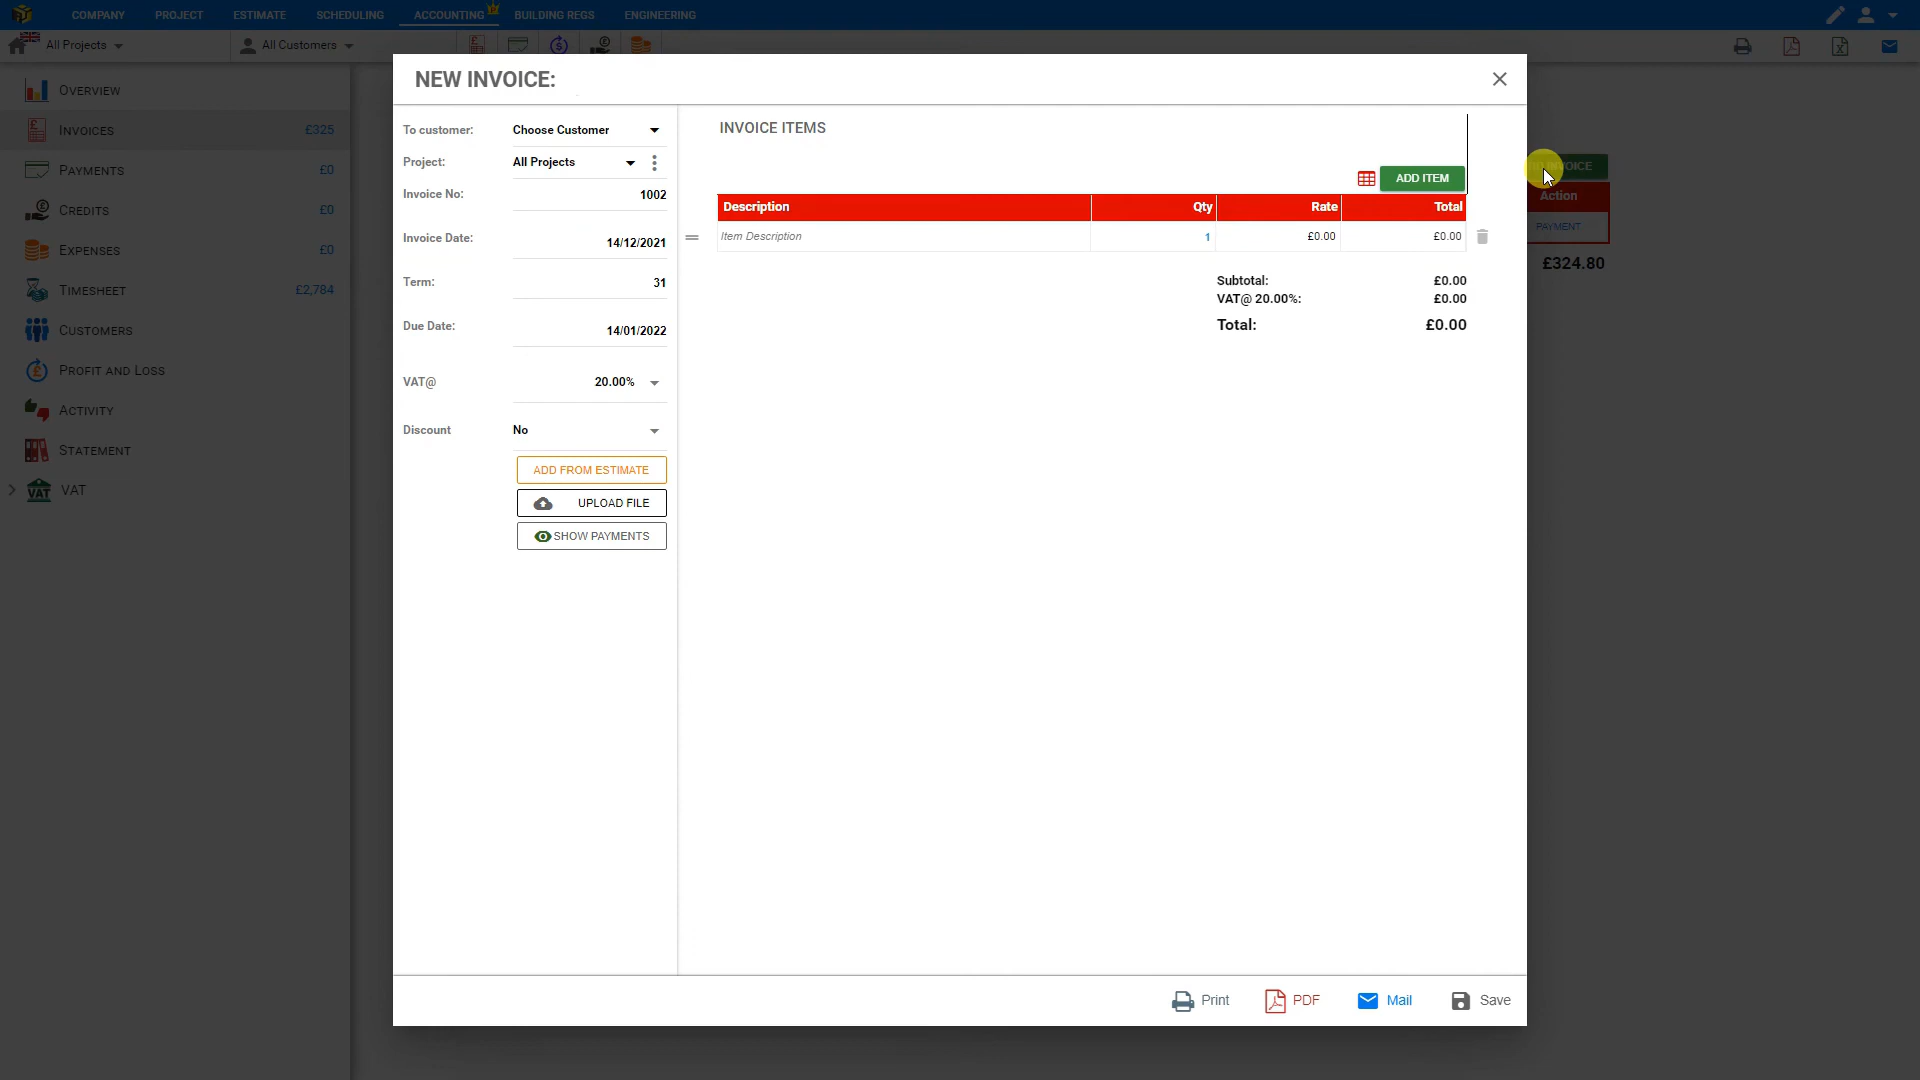 COMPANY PROJECT ESTIMATE SCHEDULING ACCOUNTING BUILDING REGS ENGINEERING
All Projects All Customers
OVERVIEW
INVOICES £325
PAYMENTS £0
CREDITS £0
EXPENSES £0
TIMESHEET £2,784
CUSTOMERS
PROFIT AND LOSS
ACTIVITY
STATEMENT
VAT VAT
NEW INVOICE:
To customer: Choose Customer
Project: All Projects
Invoice No: 1002
Invoice Date: 14/12/2021
Term: 31
Due Date: 14/01/2022
VAT@ 20.00%
Discount No
ADD FROM ESTIMATE
UPLOAD FILE
SHOW PAYMENTS
INVOICE ITEMS
ADD ITEM
Description Qty Rate Total
Item Description 1 £0.00 £0.00
Subtotal: £0.00
VAT@ 20.00%: £0.00
Total: £0.00
INVOICE
Action
PAYMENT
£324.80
Print PDF Mail Save